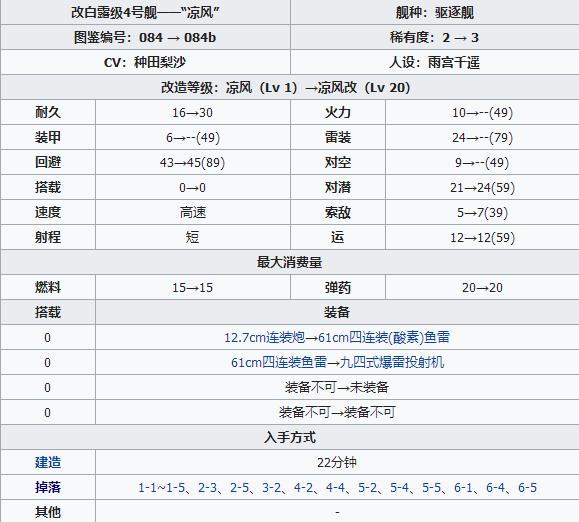 改白露级4号舰——“凉风” 舰种：驱逐舰
图鉴编号：084 → 084b 稀有度：2 → 3
CV：种田梨沙 人设：雨宫千遥
改造等级：凉风（Lv 1）→凉风改（Lv 20）
耐久 16→30 火力 10→--(49)
装甲 6→--(49) 雷装 24→--(79)
回避 43→45(89) 对空 9→--(49)
搭载 0→0 对潜 21→24(59)
速度 高速 索敌 5→7(39)
射程 短 运 12→12(59)
最大消费量
燃料 15→15 弹药 20→20
搭载 装备
0 12.7cm连装炮→61cm四连装(酸素)鱼雷
0 61cm四连装鱼雷→九四式爆雷投射机
0 装备不可→未装备
0 装备不可→装备不可
入手方式
建造 22分钟
掉落 1-1~1-5、2-3、2-5、3-2、4-2、4-4、5-2、5-4、5-5、6-1、6-4、6-5
其他 -